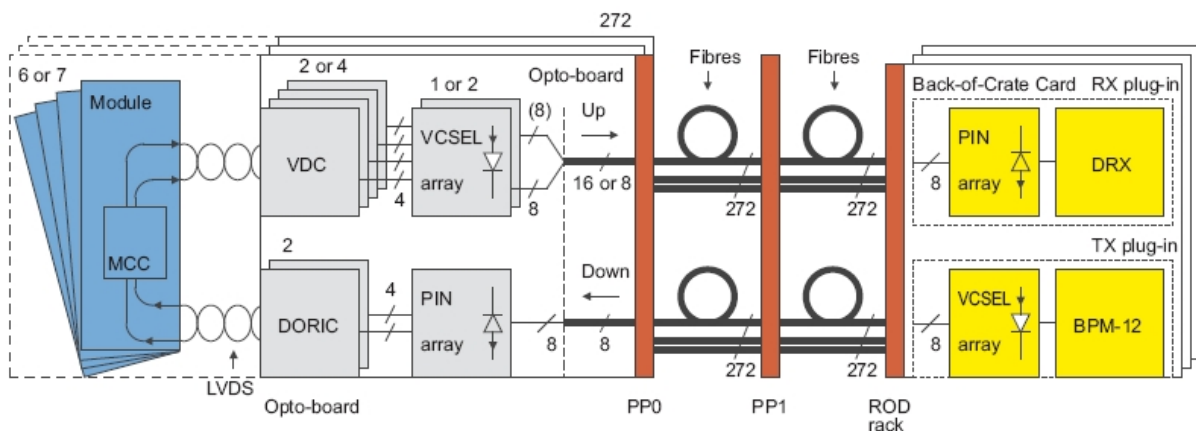 272
6 or 7
2 or 4
1 or 2
Opto-board
Fibres
Fibres
Back-of-Crate Card
RX plug-in
Module
(8)
Up
VDC
VCSEL
array
4
8
16 or 8
272
272
8
PIN
array
DRX
MCC
2
Down
TX plug-in
DORIC
4
PIN
array
8
8
272
272
8
VCSEL
array
BPM-12
LVDS
Opto-board
PP0
PP1
ROD
rack